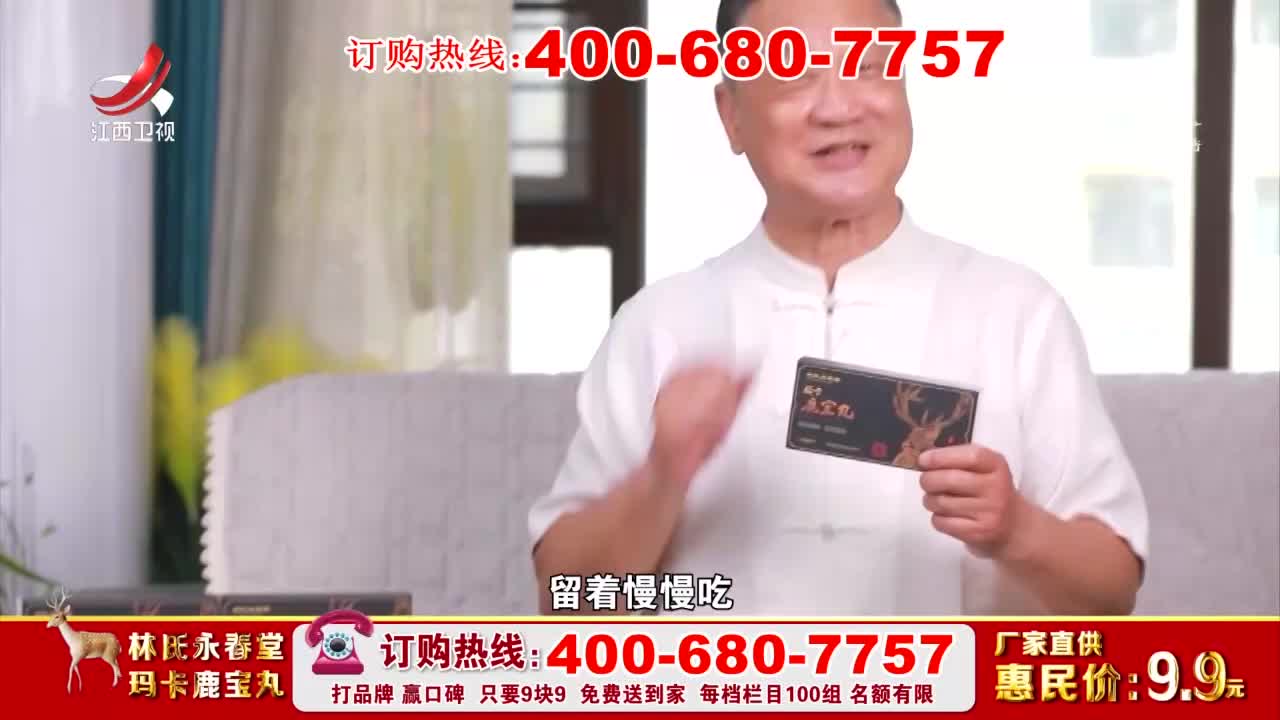 订购热线:400-680-7757
江西卫视
玛卡
鹿宝丸
留着慢慢吃
林氏永春堂
玛卡鹿宝丸
订购热线:400-680-7757
打品牌 赢口碑 只要9块9 免费送到家 每档栏目100组 名额有限
厂家直供
惠民价:9.9元